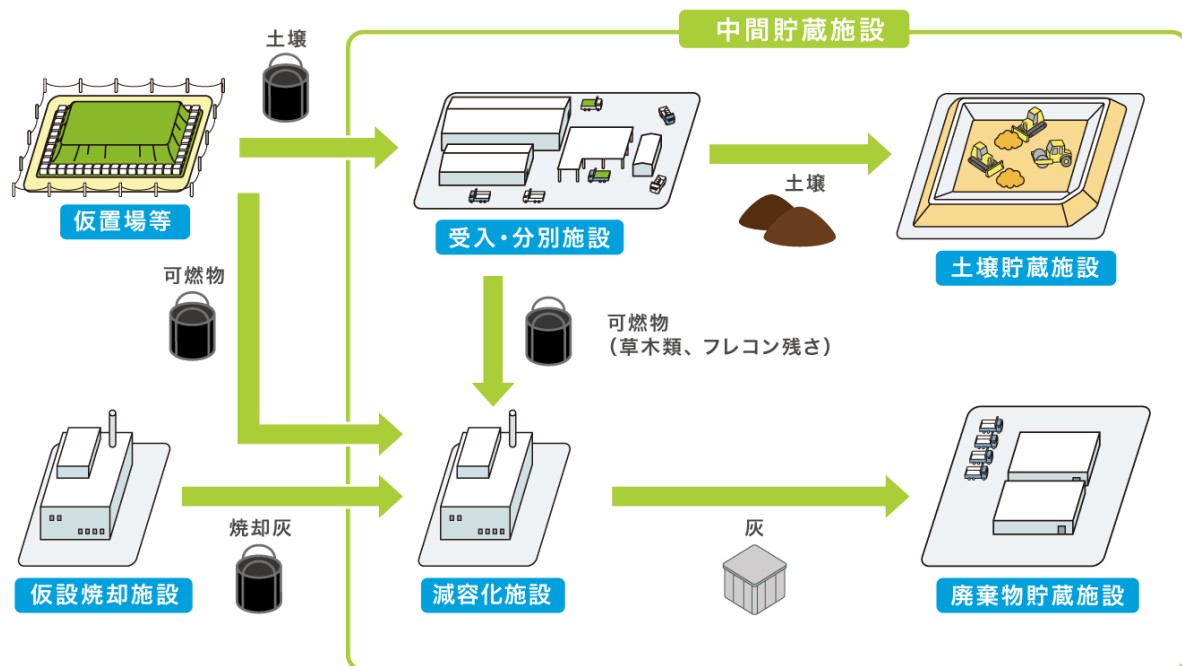 中間貯蔵施設
土壌
仮置場等
受入・分別施設
土壌
土壌貯蔵施設
可燃物
可燃物
（草木類、フレコン残さ）
焼却灰
灰
仮設焼却施設
減容化施設
廃棄物貯蔵施設